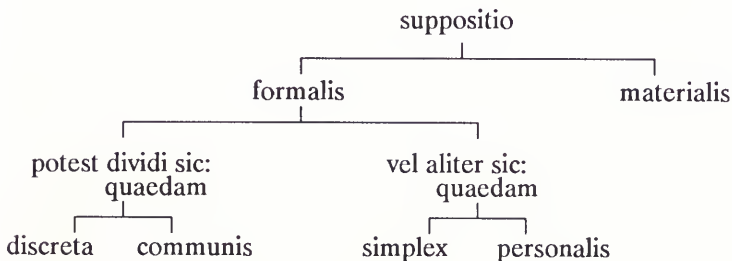 suppositio
formalis materialis
potest dividi sic: vel aliter sic:
quaedam quaedam
discreta communis simplex personalis